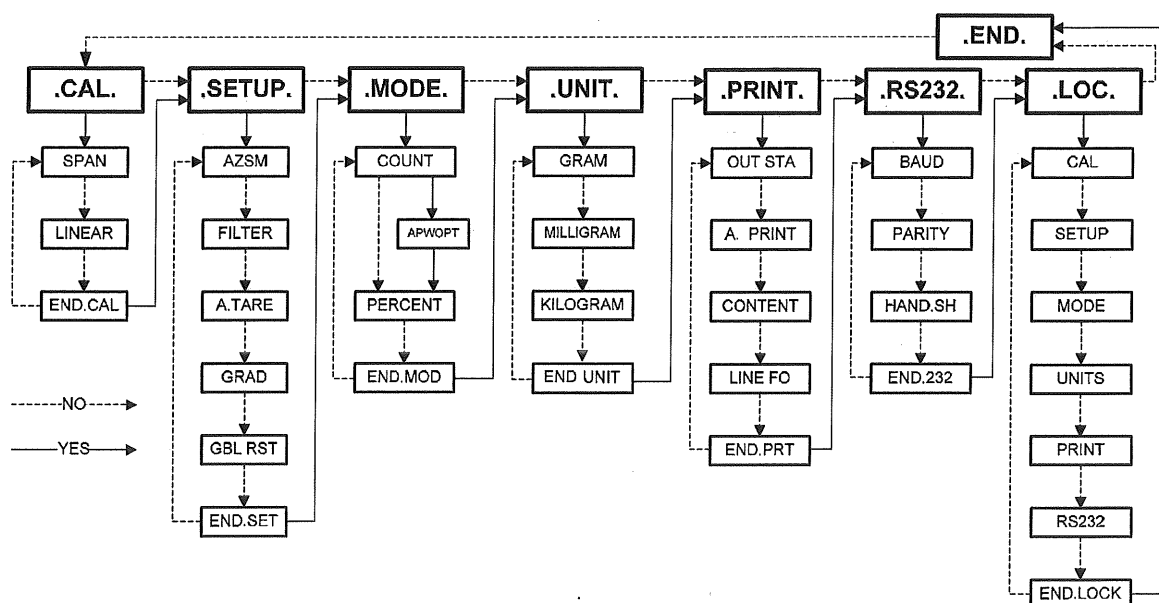 .END.
.CAL.
.SETUP.
.MODE.
.UNIT.
.PRINT.
.RS232.
.LOC.
SPAN
LINEAR
END.CAL
AZSM
FILTER
A.TARE
GRAD
GBL RST
END.SET
COUNT
APWOPT
PERCENT
END.MOD
GRAM
MILLIGRAM
KILOGRAM
END UNIT
OUT STA
A. PRINT
CONTENT
LINE FO
END.PRT
BAUD
PARITY
HAND.SH
END.232
CAL
SETUP
MODE
UNITS
PRINT
RS232
END.LOCK
NO
YES